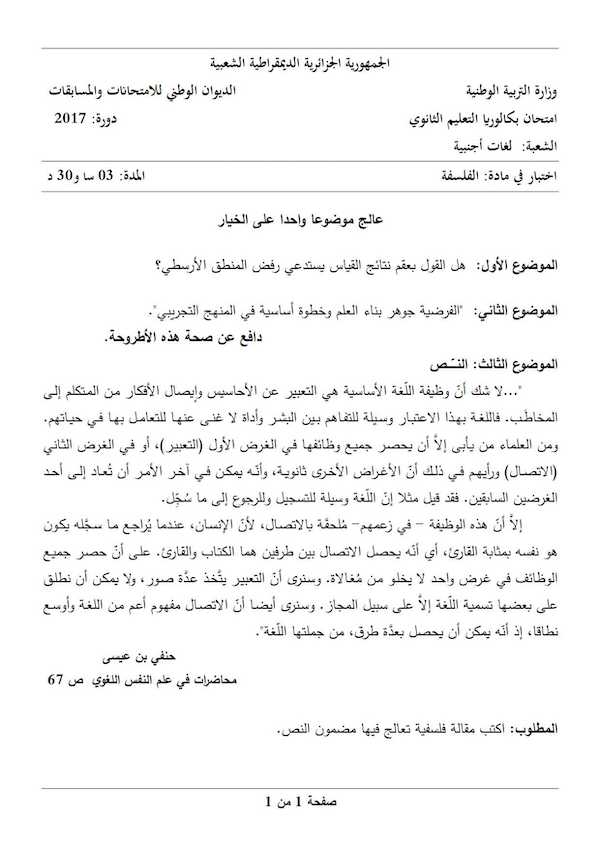 الجمهورية الجزائرية الديمقراطية الشعبية
وزارة التربية الوطنية الديوان الوطني للامتحانات والمسابقات
امتحان بكالوريا التعليم الثانوي دورة: 2017
الشعبة: لغات أجنبية
اختبار في مادة: الفلسفة المدة: 03 سا و30 د
عالج موضوعا واحدا على الخيار
الموضوع الأول: هل القول بعقم نتائج القياس يستدعي رفض المنطق الأرسطي؟
الموضوع الثاني: "الفرضية جوهر بناء العلم وخطوة أساسية في المنهج التجريبي".
دافع عن صحة هذه الأطروحة.
الموضوع الثالث: النـّـص
"...لا شك أنّ وظيفة اللّغة الأساسية هي التعبير عن الأحاسيس وإيصال الأفكار من المتكلم إلى
المخاطَب. فاللغة بهذا الاعتبار وسيلة للتفاهم بين البشر وأداة لا غنى عنها للتعامل بها في حياتهم.
ومن العلماء من يأبى إلاّ أن يحصر جميع وظائفها في الغرض الأول (التعبير)، أو في الغرض الثاني
(الاتصال) ورأيهم في ذلك أنّ الأغراض الأخرى ثانوية، وأنّه يمكن في آخر الأمر أن تُعاد إلى أحد
الغرضين السابقين. فقد قيل مثلا إنّ اللّغة وسيلة للتسجيل وللرجوع إلى ما سُجِّل.
إلاّ أنّ هذه الوظيفة – في زعمهم– مُلحقَة بالاتصال، لأنّ الإنسان، عندما يُراجع ما سجّله يكون
هو نفسه بمثابة القارئ، أي أنّه يحصل الاتصال بين طرفين هما الكتاب والقارئ. على أنّ حصر جميع
الوظائف في غرض واحد لا يخلو من مُغالاة. وسنرى أنّ التعبير يتَّخذ عدَّة صور، ولا يمكن أن نطلق
على بعضها تسمية اللّغة إلاّ على سبيل المجاز. وسنرى أيضا أنّ الاتصال مفهوم أعم من اللغة وأوسع
نطاقا، إذ أنّه يمكن أن يحصل بعدَّة طرق، من جملتها اللّغة".
حنفي بن عيسى
محاضرات في علم النفس اللغوي ص 67
المطلوب: أكتب مقالة فلسفية تعالج فيها مضمون النص.
صفحة 1 من 1